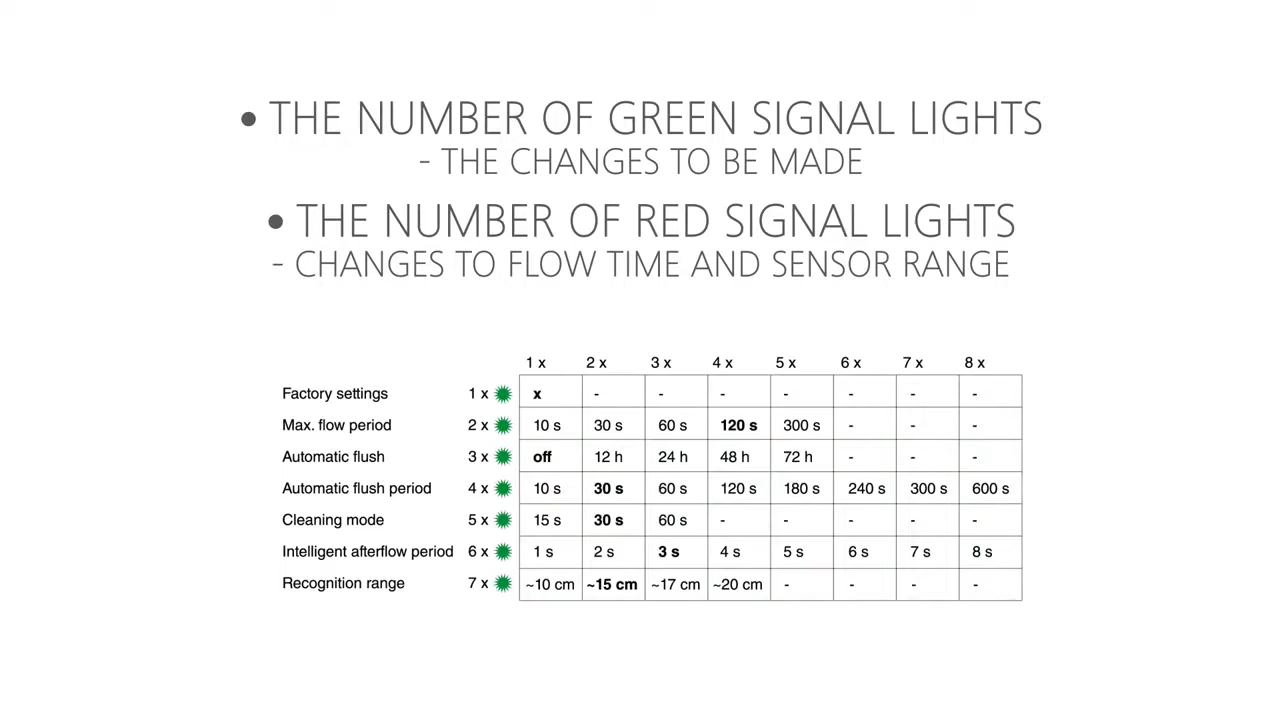 • THE NUMBER OF GREEN SIGNAL LIGHTS
- THE CHANGES TO BE MADE
• THE NUMBER OF RED SIGNAL LIGHTS
- CHANGES TO FLOW TIME AND SENSOR RANGE
1 x 2 x 3 x 4 x 5 x 6 x 7 x 8 x
Factory settings 1 x x - - - - - - -
Max. flow period 2 x 10 s 30 s 60 s 120 s 300 s - - -
Automatic flush 3 x off 12 h 24 h 48 h 72 h - - -
Automatic flush period 4 x 10 s 30 s 60 s 120 s 180 s 240 s 300 s 600 s
Cleaning mode 5 x 15 s 30 s 60 s - - - - -
Intelligent afterflow period 6 x 1 s 2 s 3 s 4 s 5 s 6 s 7 s 8 s
Recognition range 7 x ~10 cm ~15 cm ~17 cm ~20 cm - - - -